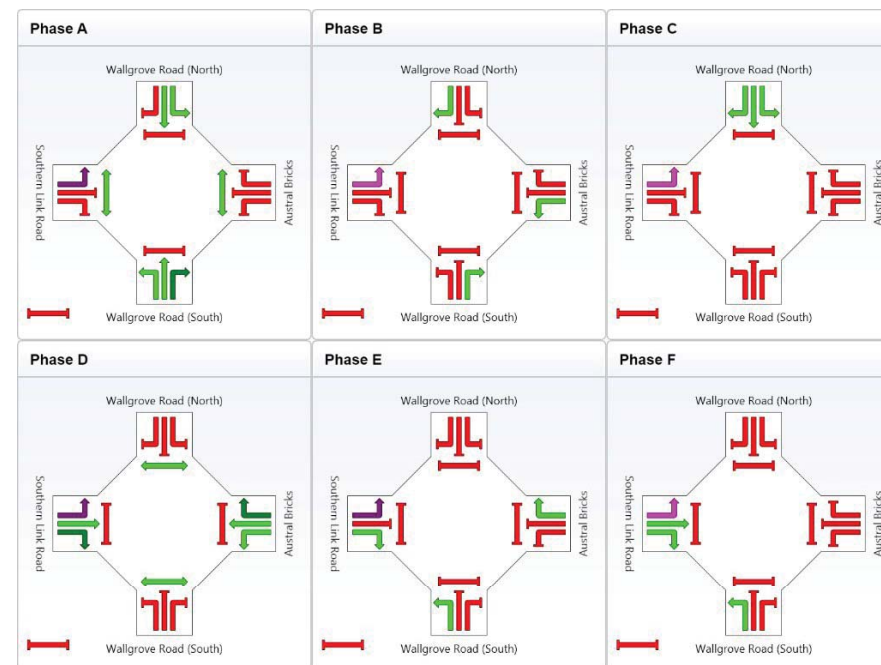 Phase A
Wallgrove Road (North)
Southern Link Road
Austral Bricks
Wallgrove Road (South)
Phase B
Wallgrove Road (North)
Southern Link Road
Austral Bricks
Wallgrove Road (South)
Phase C
Wallgrove Road (North)
Southern Link Road
Austral Bricks
Wallgrove Road (South)
Phase D
Wallgrove Road (North)
Southern Link Road
Austral Bricks
Wallgrove Road (South)
Phase E
Wallgrove Road (North)
Southern Link Road
Austral Bricks
Wallgrove Road (South)
Phase F
Wallgrove Road (North)
Southern Link Road
Austral Bricks
Wallgrove Road (South)